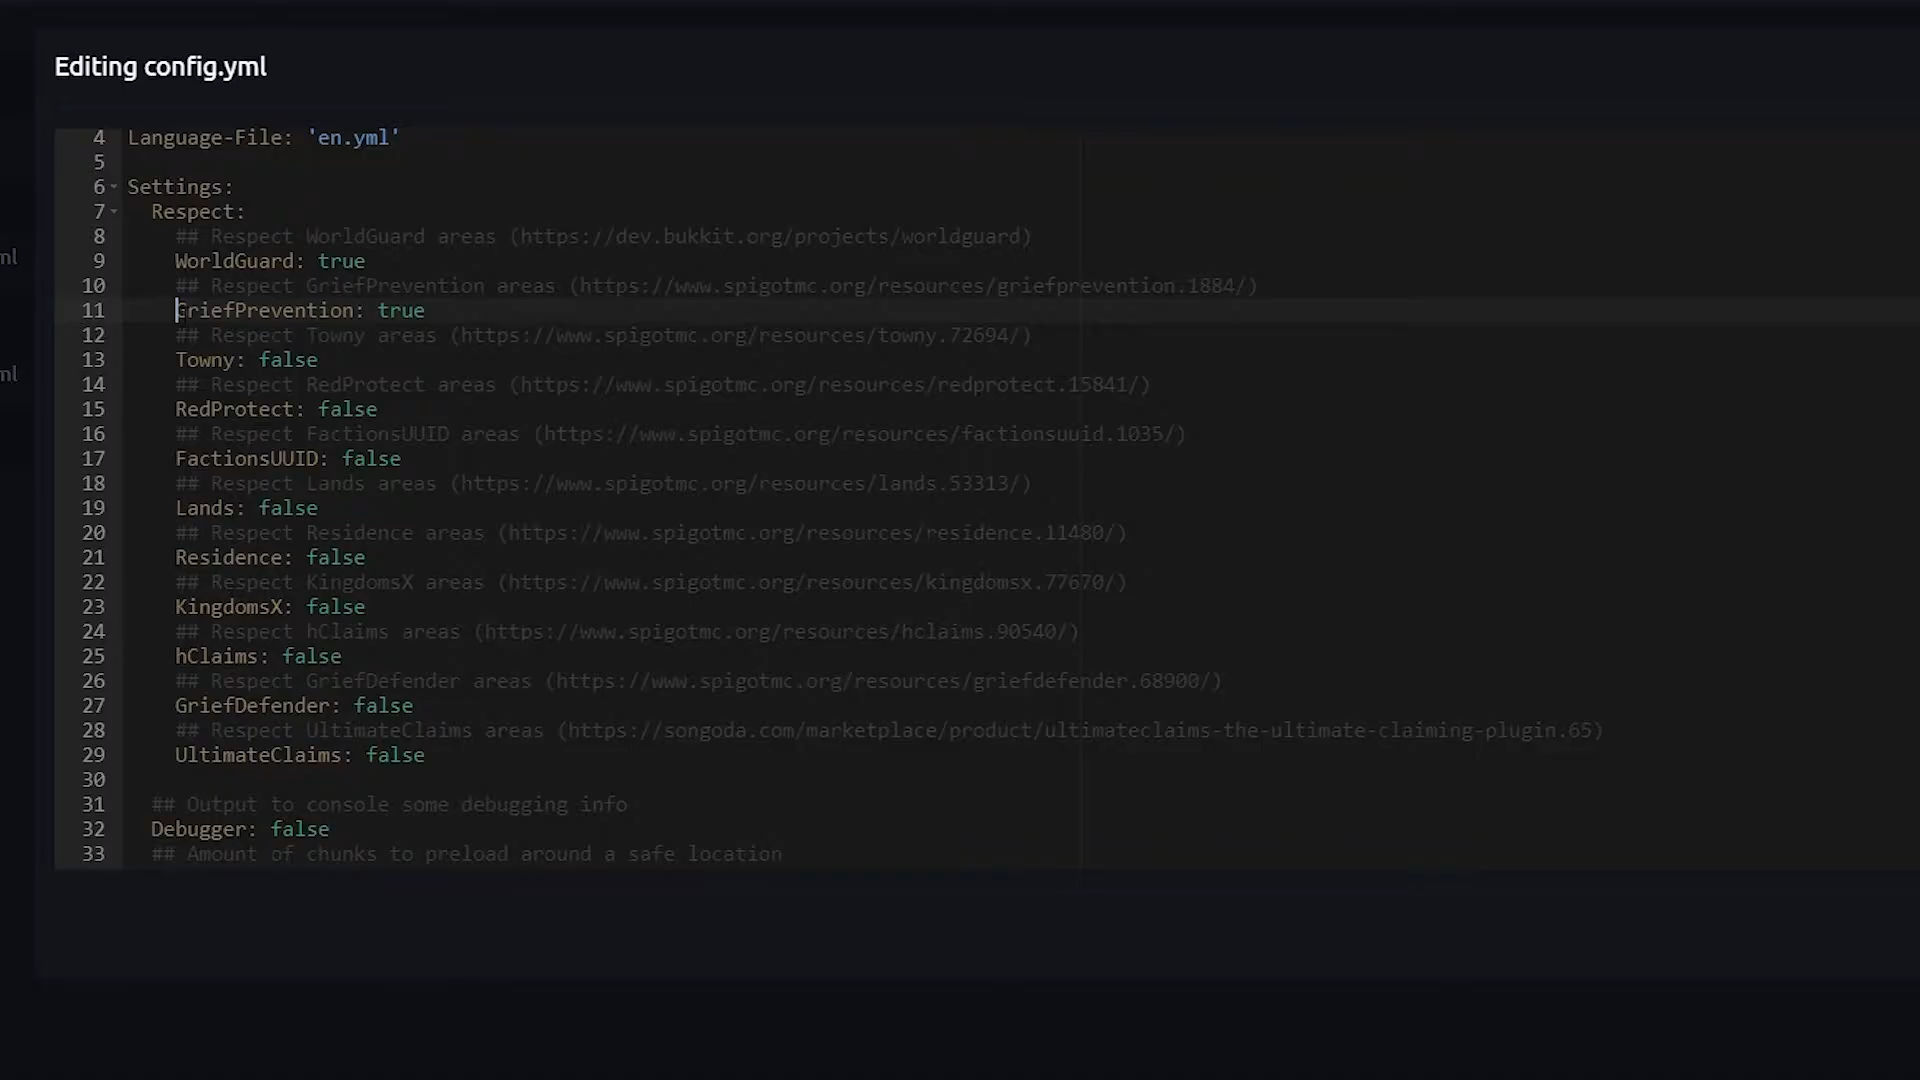 Editing config.yml
4 Language-File: 'en.yml'
5
6 Settings:
7 Respect:
8 ## Respect WorldGuard areas (https://dev.bukkit.org/projects/worldguard)
9 WorldGuard: true
10 ## Respect GriefPrevention areas (https://www.spigotmc.org/resources/griefprevention.1884/)
11 GriefPrevention: true
12 ## Respect Towny areas (https://www.spigotmc.org/resources/towny.72694/)
13 Towny: false
14 ## Respect RedProtect areas (https://www.spigotmc.org/resources/redprotect.15841/)
15 RedProtect: false
16 ## Respect FactionsUUID areas (https://www.spigotmc.org/resources/factionsuuid.1035/)
17 FactionsUUID: false
18 ## Respect Lands areas (https://www.spigotmc.org/resources/lands.53313/)
19 Lands: false
20 ## Respect Residence areas (https://www.spigotmc.org/resources/residence.11480/)
21 Residence: false
22 ## Respect KingdomsX areas (https://www.spigotmc.org/resources/kingdomsx.77670/)
23 KingdomsX: false
24 ## Respect hClaims areas (https://www.spigotmc.org/resources/hclaims.90540/)
25 hClaims: false
26 ## Respect GriefDefender areas (https://www.spigotmc.org/resources/griefdefender.68900/)
27 GriefDefender: false
28 ## Respect UltimateClaims areas (https://songoda.com/marketplace/product/ultimateclaims-the-ultimate-claiming-plugin.65)
29 UltimateClaims: false
30
31 ## Output to console some debugging info
32 Debugger: false
33 ## Amount of chunks to preload around a safe location
ml
ml